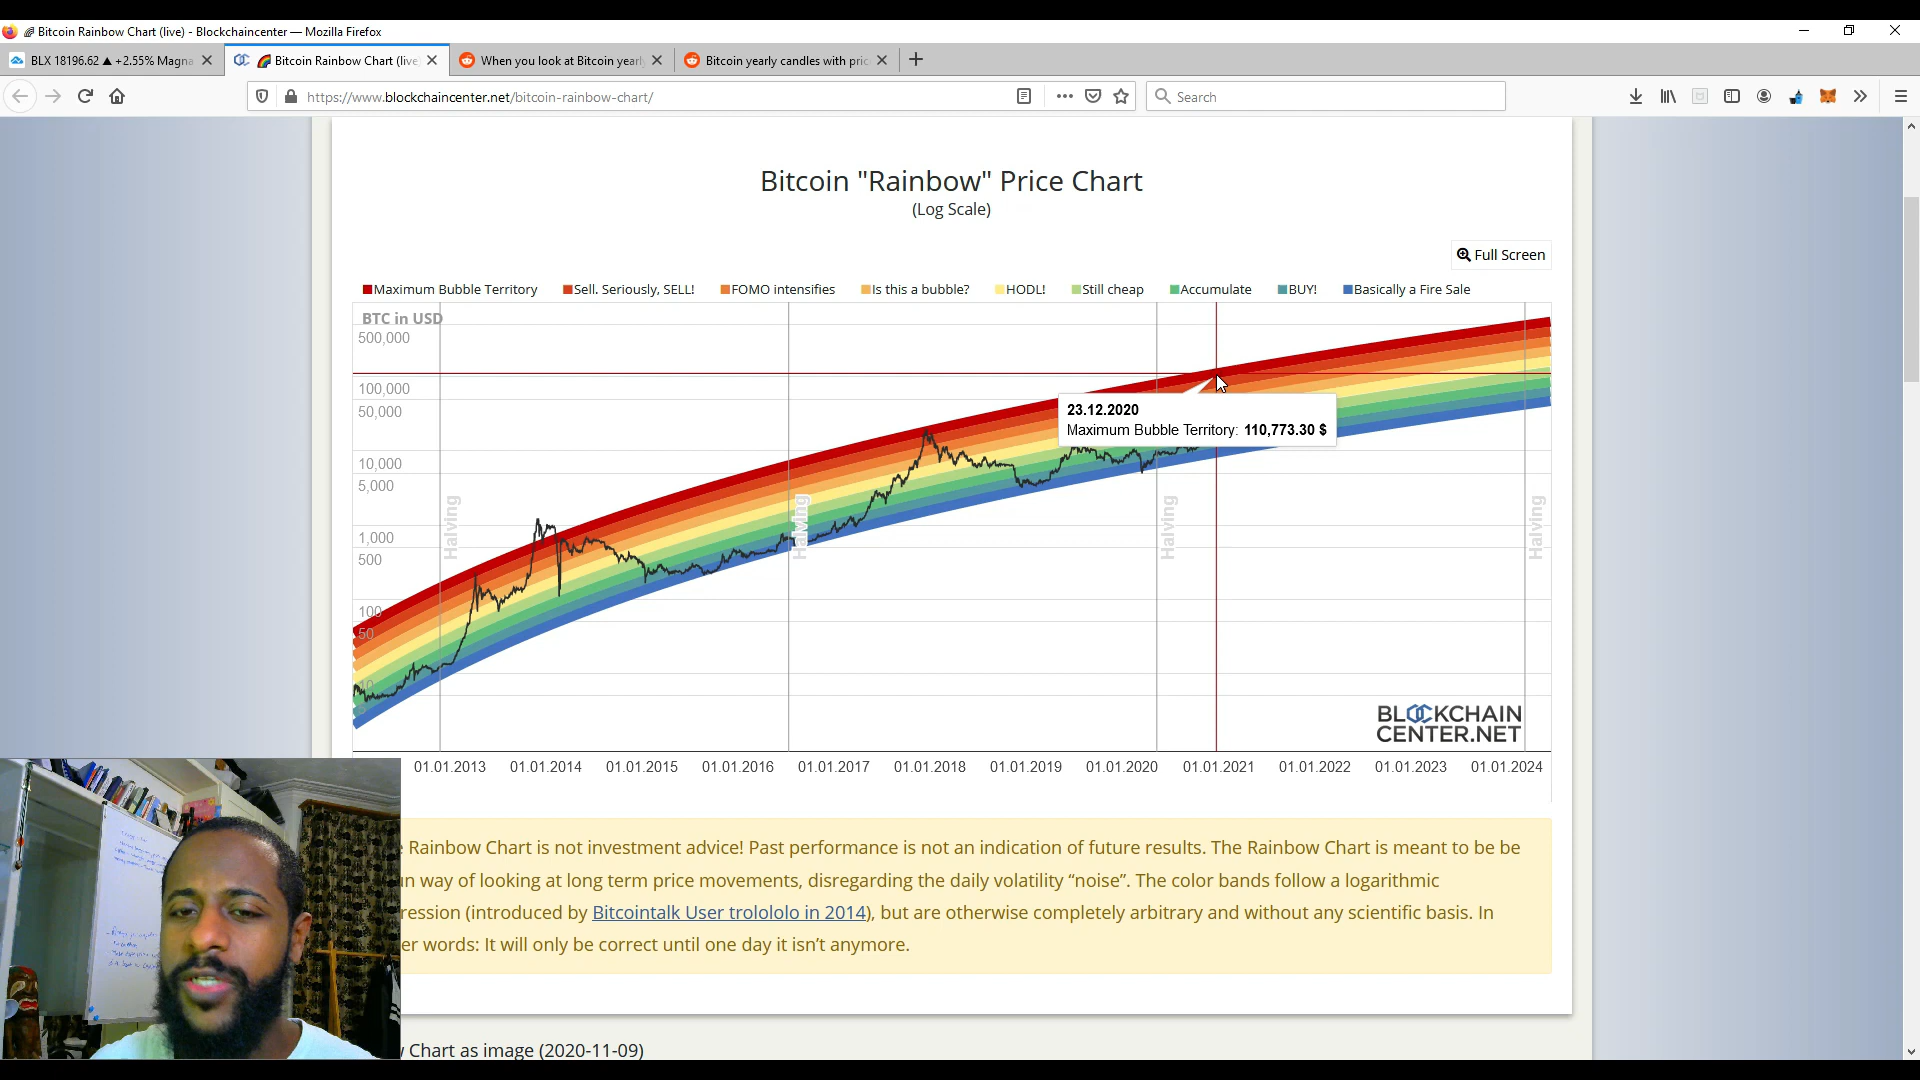 Bitcoin Rainbow Chart (live) - Blockchaincenter — Mozilla Firefox
BLX 18196.62 ▲ +2.55% Magna
Bitcoin Rainbow Chart (live
When you look at Bitcoin yearl
Bitcoin yearly candles with pric
https://www.blockchaincenter.net/bitcoin-rainbow-chart/
Search
Bitcoin "Rainbow" Price Chart
(Log Scale)
Full Screen
Maximum Bubble Territory Sell. Seriously, SELL! FOMO intensifies Is this a bubble? HODL! Still cheap Accumulate BUY! Basically a Fire Sale
BTC in USD
500,000
100,000
50,000
10,000
5,000
1,000
500
100
50
10
23.12.2020
Maximum Bubble Territory: 110,773.30 $
Halving
Halving
Halving
Halving
BLOCKCHAIN
CENTER.NET
01.01.2013 01.01.2014 01.01.2015 01.01.2016 01.01.2017 01.01.2018 01.01.2019 01.01.2020 01.01.2021 01.01.2022 01.01.2023 01.01.2024
Rainbow Chart is not investment advice! Past performance is not an indication of future results. The Rainbow Chart is meant to be be
n way of looking at long term price movements, disregarding the daily volatility “noise”. The color bands follow a logarithmic
ression (introduced by Bitcointalk User trolololo in 2014), but are otherwise completely arbitrary and without any scientific basis. In
er words: It will only be correct until one day it isn’t anymore.
Chart as image (2020-11-09)